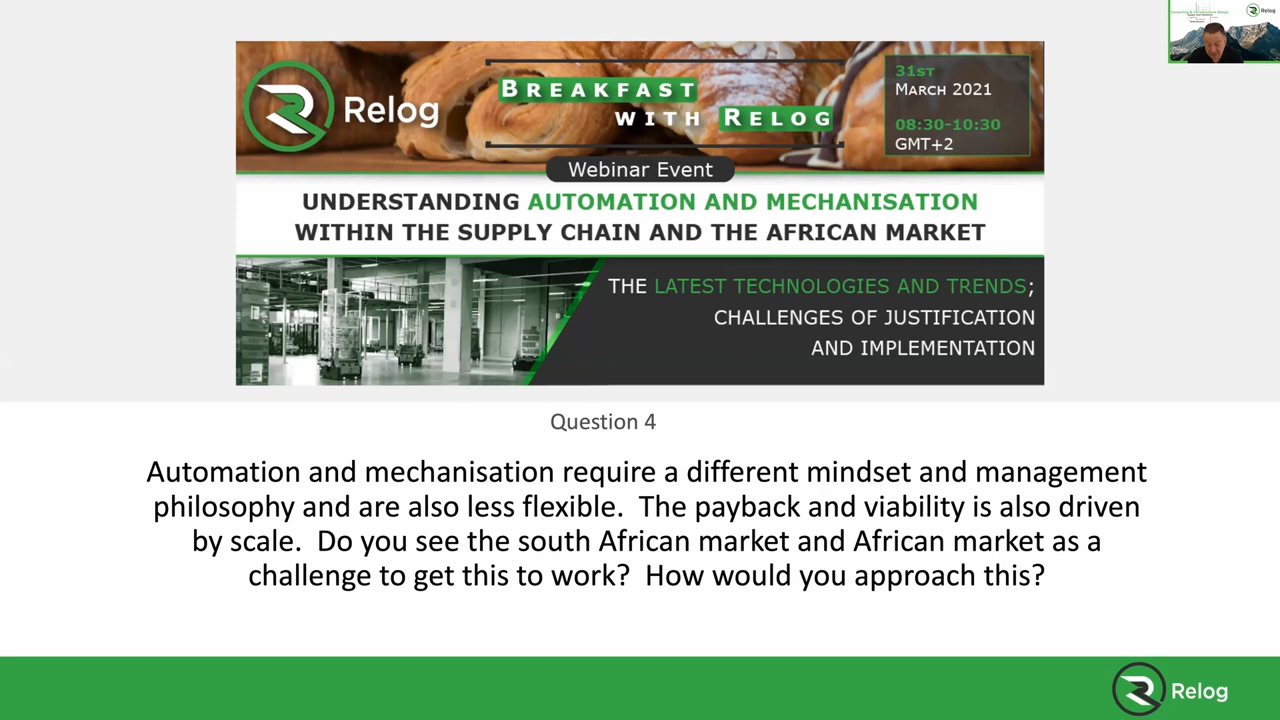 Relog
Relog
BREAKFAST
WITH RELOG
31ST
MARCH 2021
08:30-10:30
GMT+2
Webinar Event
UNDERSTANDING AUTOMATION AND MECHANISATION
WITHIN THE SUPPLY CHAIN AND THE AFRICAN MARKET
THE LATEST TECHNOLOGIES AND TRENDS;
CHALLENGES OF JUSTIFICATION
AND IMPLEMENTATION
Question 4
Automation and mechanisation require a different mindset and management
philosophy and are also less flexible.  The payback and viability is also driven
by scale.  Do you see the south African market and African market as a
challenge to get this to work?  How would you approach this?
Relog